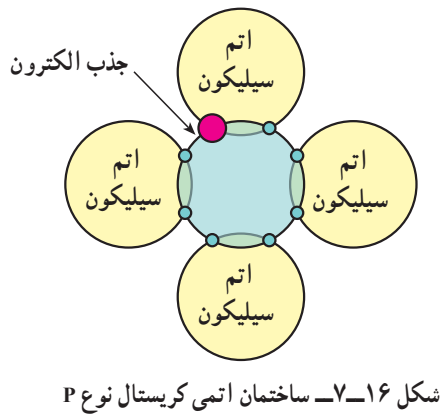 اتم
سیلیکون
جذب الکترون
اتم
سیلیکون
اتم
سیلیکون
اتم
سیلیکون
شکل ۱۶ــ۷ــ ساختمان اتمی کریستال نوع P